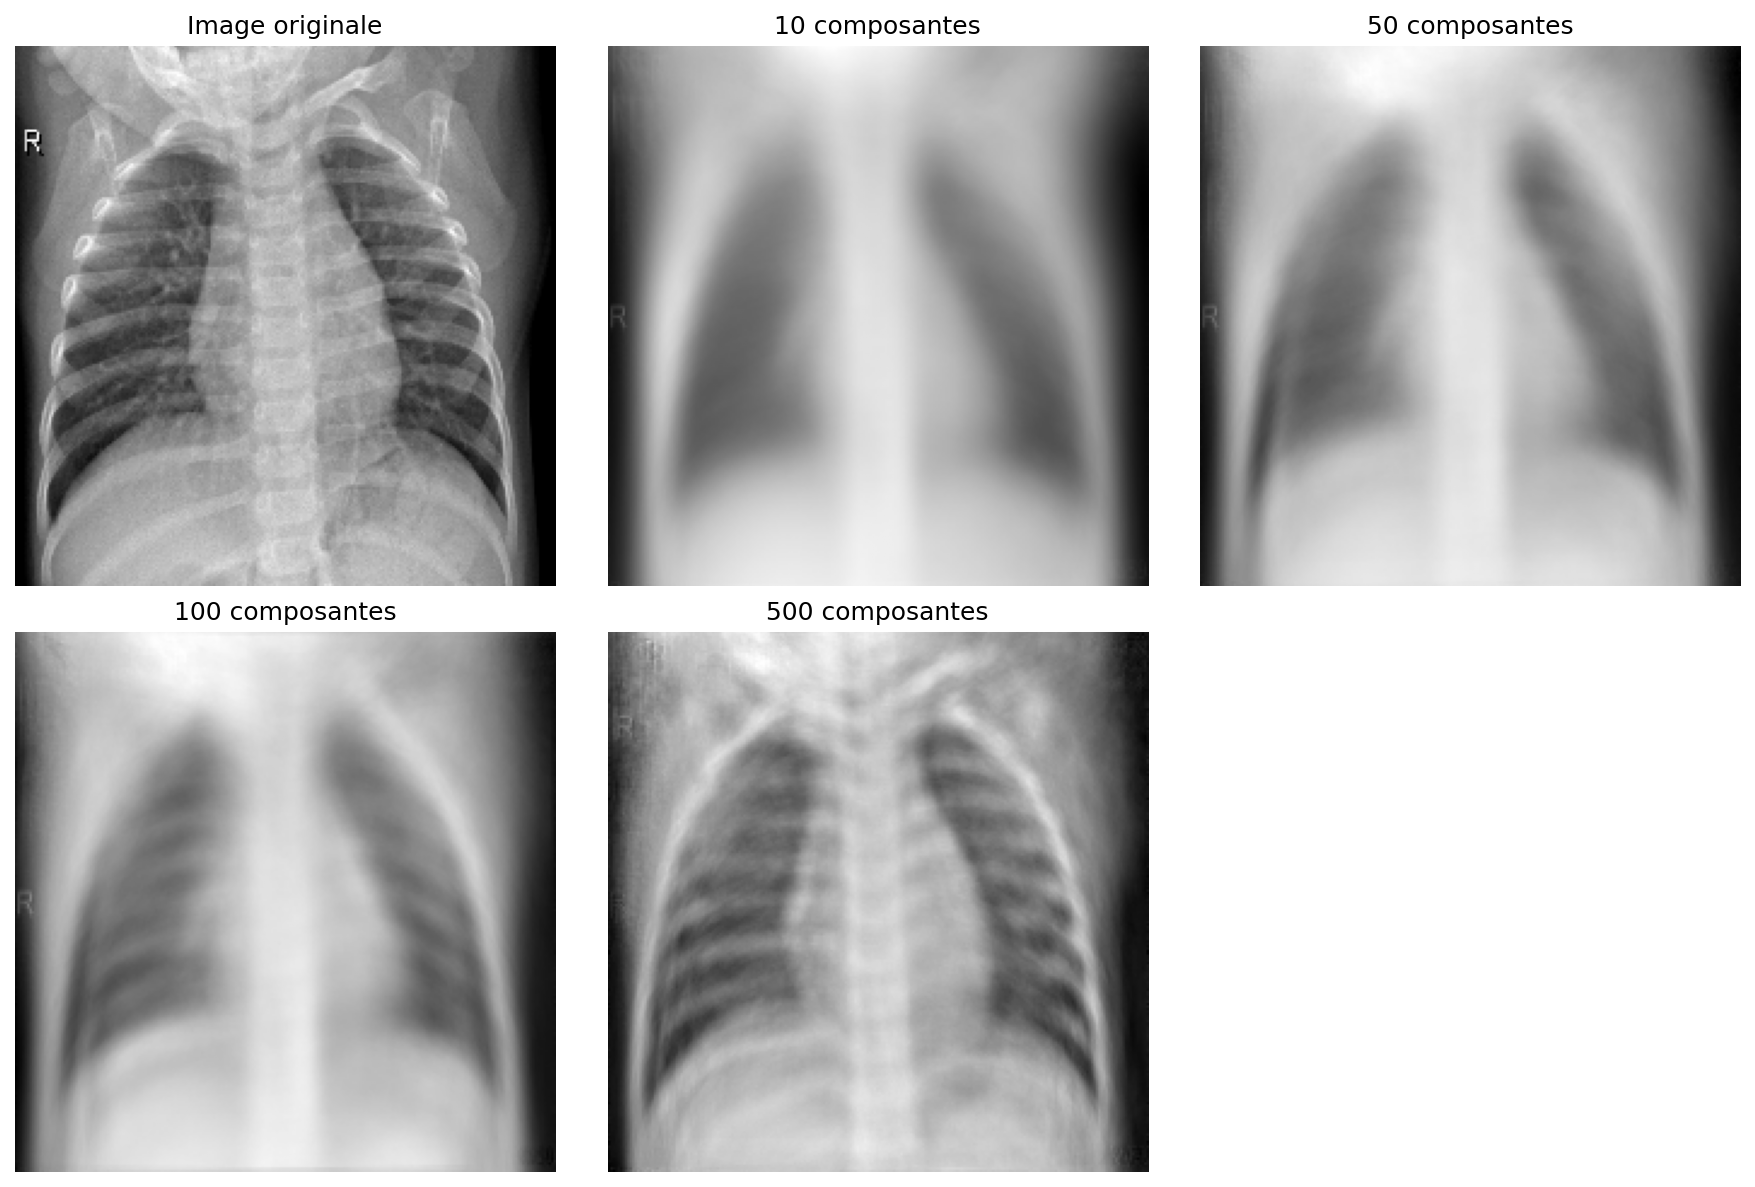 Image originale
10 composantes
50 composantes
R
R
R
100 composantes
500 composantes
R
R
R